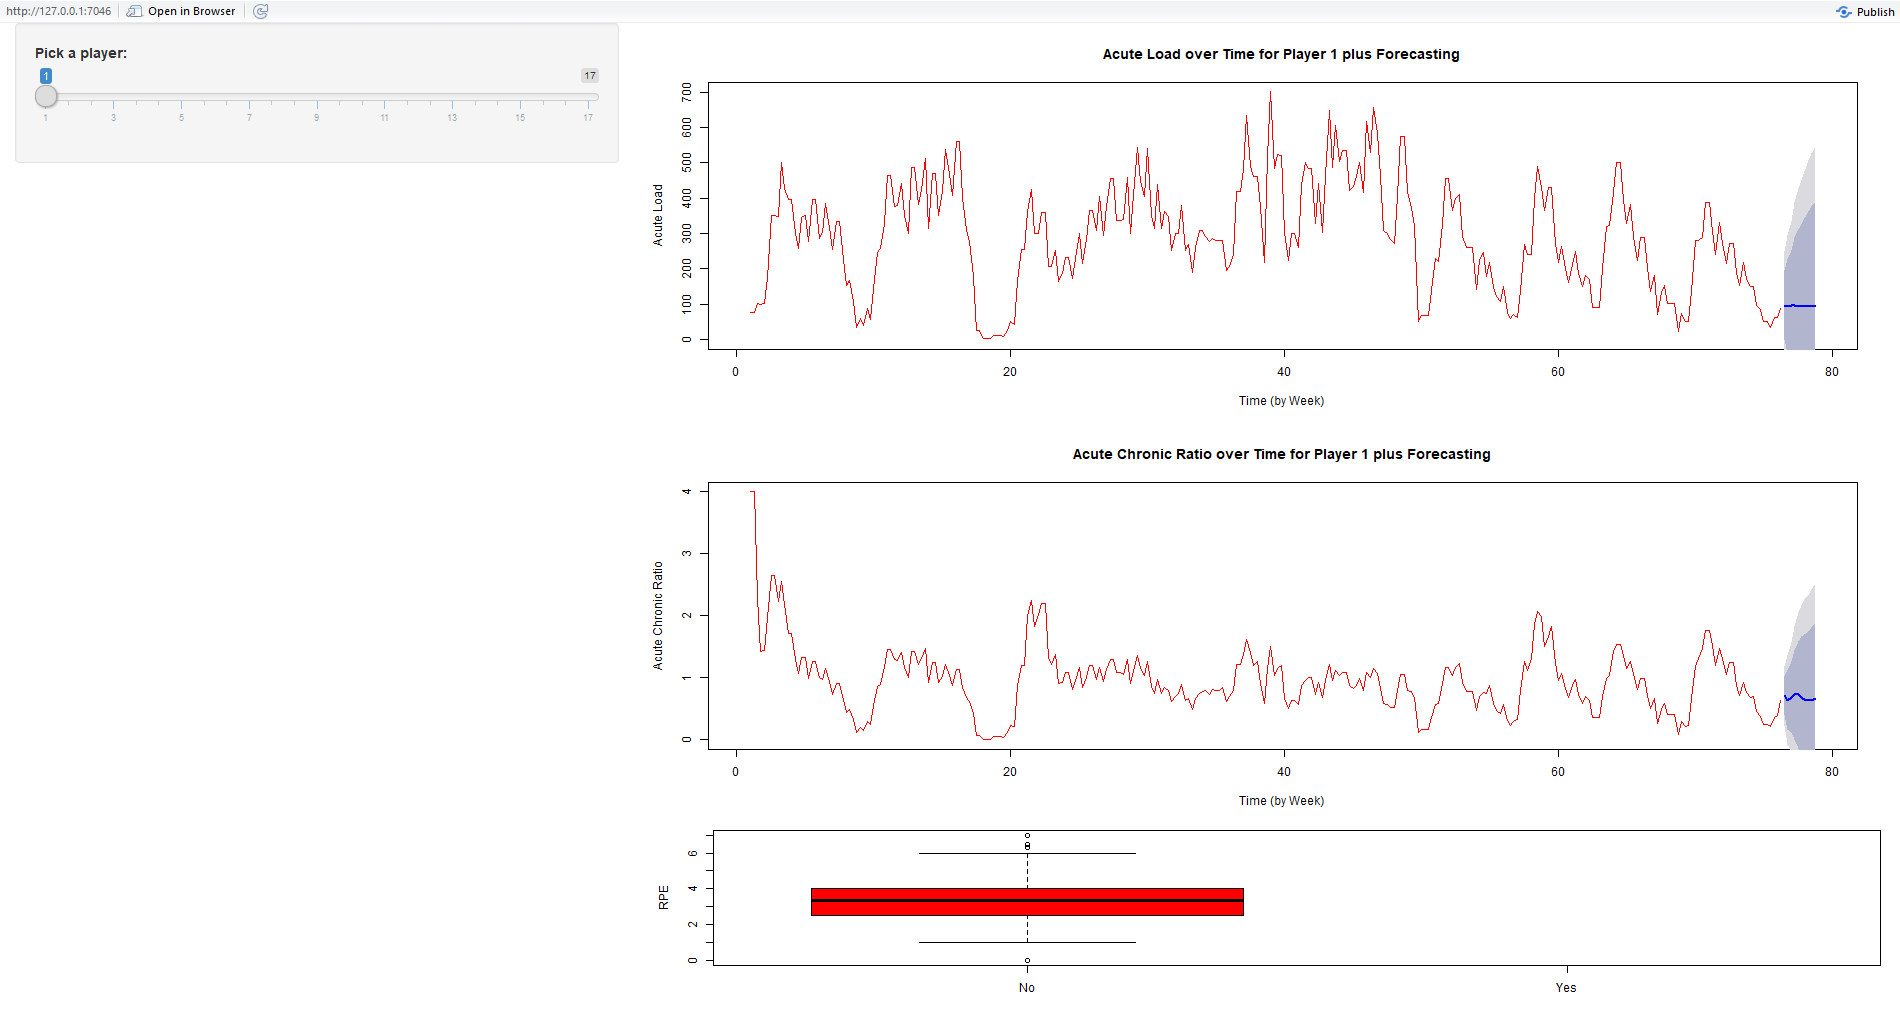 http://127.0.0.1:7046 Open in Browser Publish
Pick a player:
1 17
1 3 5 7 9 11 13 15 17
Acute Load over Time for Player 1 plus Forecasting
Acute Load
700
600
500
400
300
200
100
0
0 20 40 60 80
Time (by Week)
Acute Chronic Ratio over Time for Player 1 plus Forecasting
Acute Chronic Ratio
4
3
2
1
0
0 20 40 60 80
Time (by Week)
RPE
6
4
2
0
No Yes